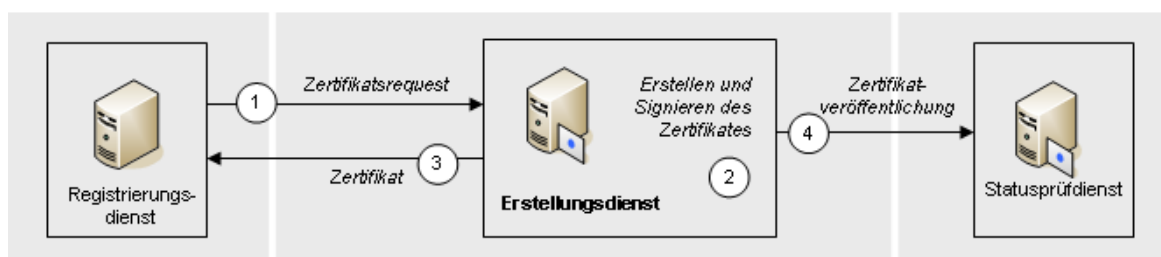 Registrierungs-
dienst
1
Zertifikatsrequest
3
Zertifikat
Erstellen und
Signieren des
Zertifikates
2
Erstellungsdienst
4
Zertifikat-
veröffentlichung
Statusprüfdienst